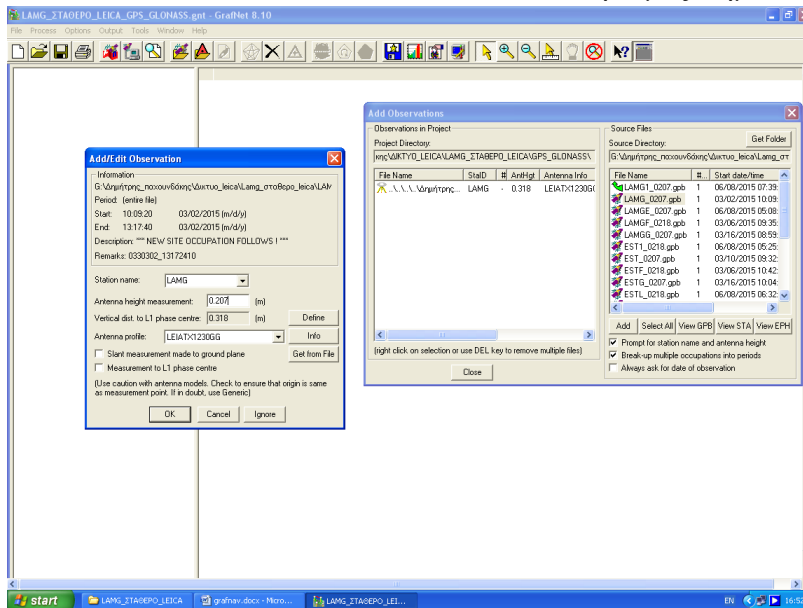 LAMG_ΣΤΑΘΕΡΟ_LEICA_GPS_GLONASS.gnt - GrafNet 8.10
File Process Options Output Tools Window Help
Add/Edit Observation
Information
G:\Δημήτρης_παχουνδάκης\Δικτυο_leica\Lamg_σταθερο_leica\LAM
Period: (entire file)
Start: 10:09:20 03/02/2015 (m/d/y)
End: 13:17:40 03/02/2015 (m/d/y)
Description: *** NEW SITE OCCUPATION FOLLOWS ! ***
Remarks: 0330302_13172410
Station name: LAMG
Antenna height measurement: 0.207 (m)
Vertical dist. to L1 phase centre: 0.318 (m) Define
Antenna profile: LEIATX1230GG Info
Slant measurement made to ground plane Get from File
Measurement to L1 phase centre
(Use caution with antenna models. Check to ensure that origin is same
as measurement point. If in doubt, use Generic)
OK Cancel Ignore
Add Observations
Observations in Project
Project Directory:
κης\ΔΙΚΤΥΟ_LEICA\LAMG_ΣΤΑΘΕΡΟ_LEICA\GPS_GLONASS\
File Name StaID # AntHgt Antenna Info
..\..\..\..\Δημήτρης... LAMG - 0.318 LEIATX1230G(
(right click on selection or use DEL key to remove multiple files)
Close
Source Files
Source Directory: Get Folder
G:\Δημήτρης_παχουνδάκης\Δικτυο_leica\Lamg_στ
File Name #... Start date/time
LAMG1_0207.gpb 1 06/08/2015 07:39:
LAMG_0207.gpb 1 03/02/2015 10:09:
LAMGE_0207.gpb 1 06/08/2015 05:08:
LAMGF_0218.gpb 1 03/06/2015 09:35:
LAMGG_0207.gpb 1 03/16/2015 08:59:
EST1_0218.gpb 1 06/08/2015 05:25:
EST_0207.gpb 1 03/10/2015 09:32:
ESTF_0218.gpb 1 03/06/2015 10:42:
ESTG_0207.gpb 1 03/16/2015 10:04:
ESTL_0218.gpb 1 06/08/2015 06:32:
Add Select All View GPB View STA View EPH
Prompt for station name and antenna height
Break-up multiple occupations into periods
Always ask for date of observation
start LAMG_ΣΤΑΘΕΡΟ_LEICA grafnav.docx - Micro... LAMG_ΣΤΑΘΕΡΟ_LEI... EN 16:52